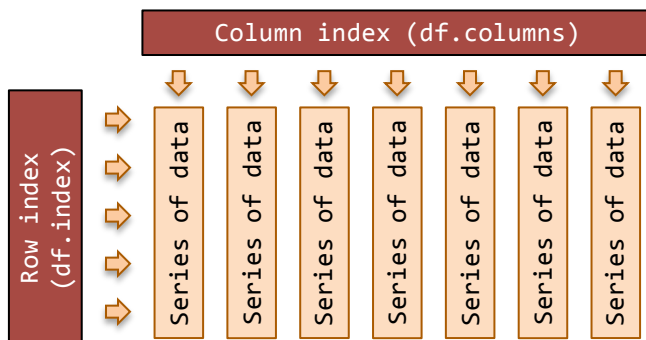 Column index (df.columns)
Row index
(df.index)
Series of data
Series of data
Series of data
Series of data
Series of data
Series of data
Series of data